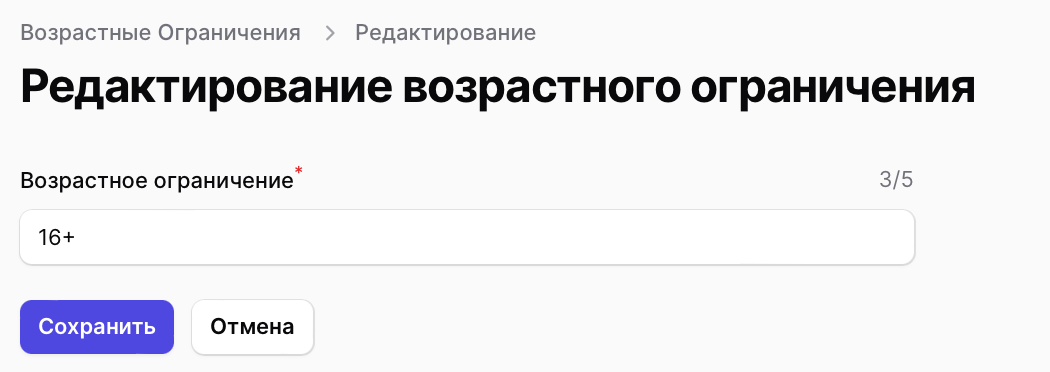 Возрастные Ограничения > Редактирование
Редактирование возрастного ограничения
Возрастное ограничение* 3/5
16+
Сохранить Отмена